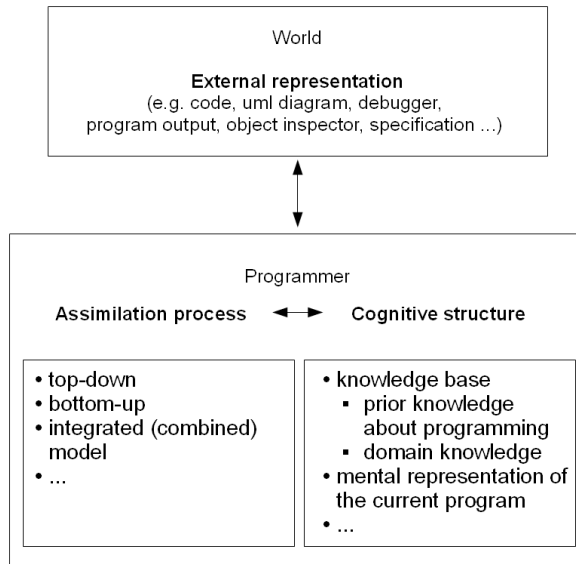 World
External representation
(e.g. code, uml diagram, debugger,
program output, object inspector, specification ...)
Programmer
Assimilation process
Cognitive structure
• top-down
• bottom-up
• integrated (combined)
model
• ...
• knowledge base
▪ prior knowledge
about programming
▪ domain knowledge
• mental representation of
the current program
• ...